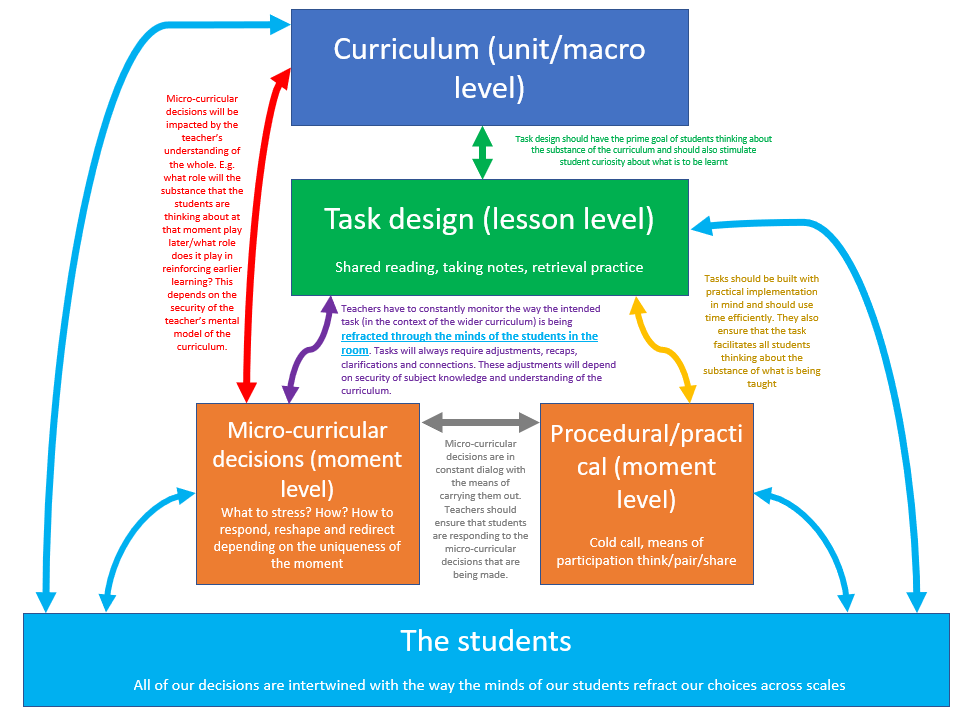 Curriculum (unit/macro
level)
Micro-curricular
decisions will be
impacted by the
teacher's
understanding of
the whole. E.g.
what role will the
substance that the
students are
thinking about at
that moment play
later/what role
does it play in
reinforcing earlier
learning? This
depends on the
security of the
teacher's mental
model of the
curriculum.
Task design should have the prime goal of students thinking about
the substance of the curriculum and should also stimulate
student curiosity about what is to be learnt
Task design (lesson level)
Shared reading, taking notes, retrieval practice
Teachers have to constantly monitor the way the intended
task (in the context of the wider curriculum) is being
refracted through the minds of the students in the
room. Tasks will always require adjustments, recaps,
clarifications and connections. These adjustments will depend
on security of subject knowledge and understanding of the
curriculum.
Tasks should be built with
practical implementation
in mind and should use
time efficiently. They also
ensure that the task
facilitates all students
thinking about the
substance of what is being
taught
Micro-curricular
decisions (moment
level)
What to stress? How? How to
respond, reshape and redirect
depending on the uniqueness of
the moment
Micro-curricular
decisions are in
constant dialog with
the means of
carrying them out.
Teachers should
ensure that students
are responding to the
micro-curricular
decisions that are
being made.
Procedural/practi
cal (moment
level)
Cold call, means of
participation think/pair/share
The students
All of our decisions are intertwined with the way the minds of our students refract our choices across scales